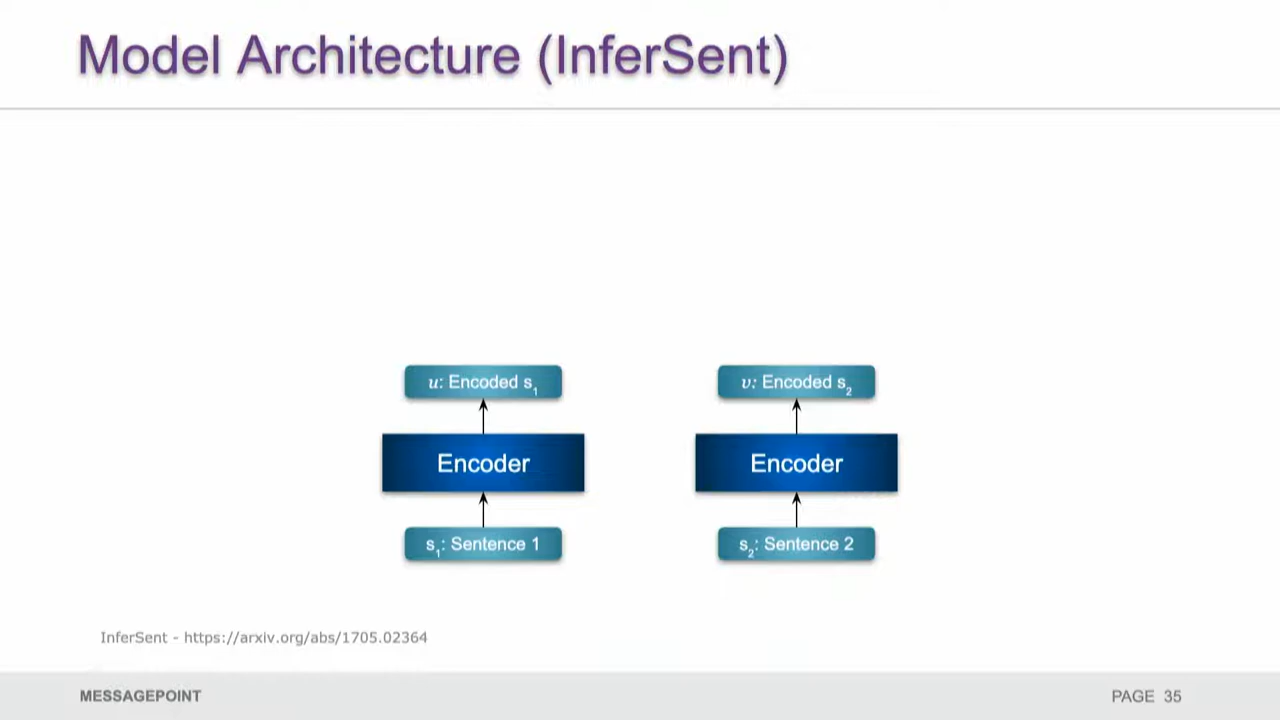 Model Architecture (InferSent)
u: Encoded s1
v: Encoded s2
Encoder
Encoder
s1: Sentence 1
s2: Sentence 2
InferSent - https://arxiv.org/abs/1705.02364
MESSAGEPOINT
PAGE 35